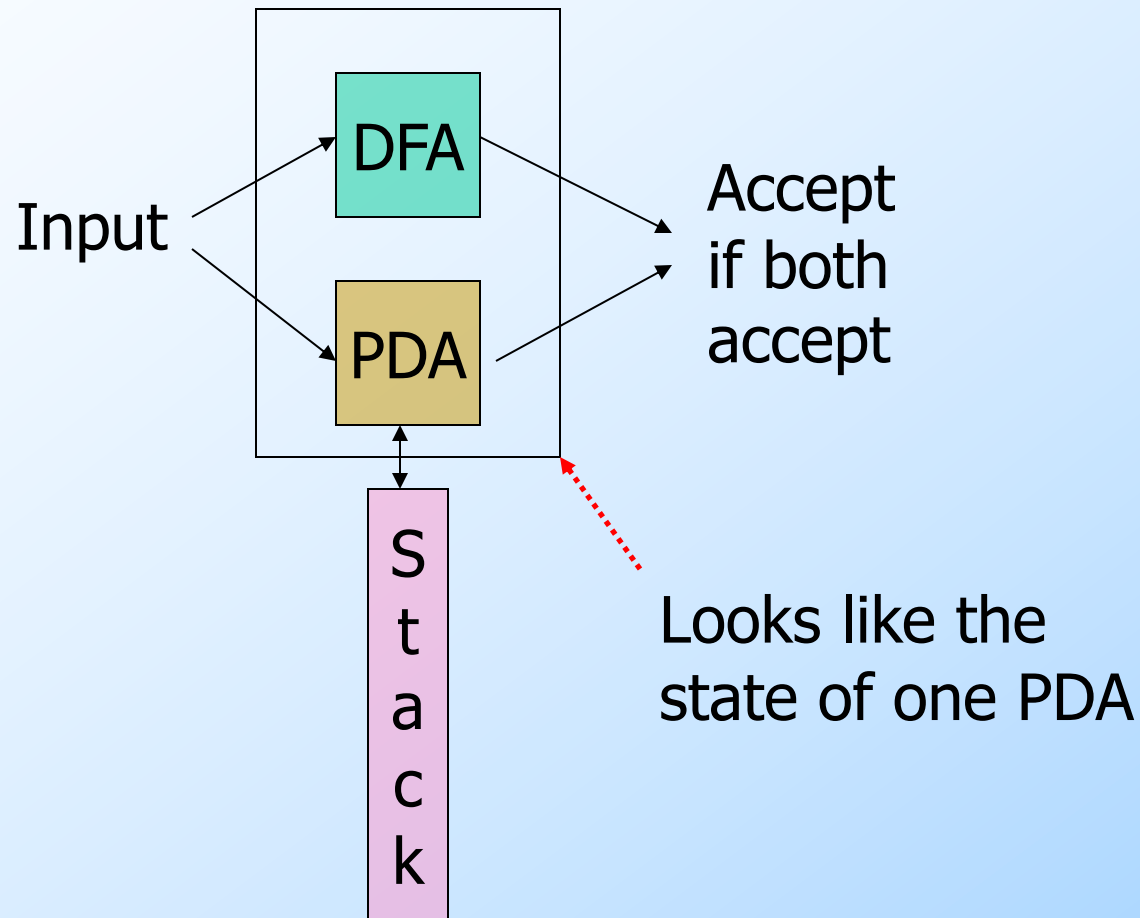 DFA
Input
PDA
Accept
if both
accept
S
t
a
c
k
Looks like the
state of one PDA